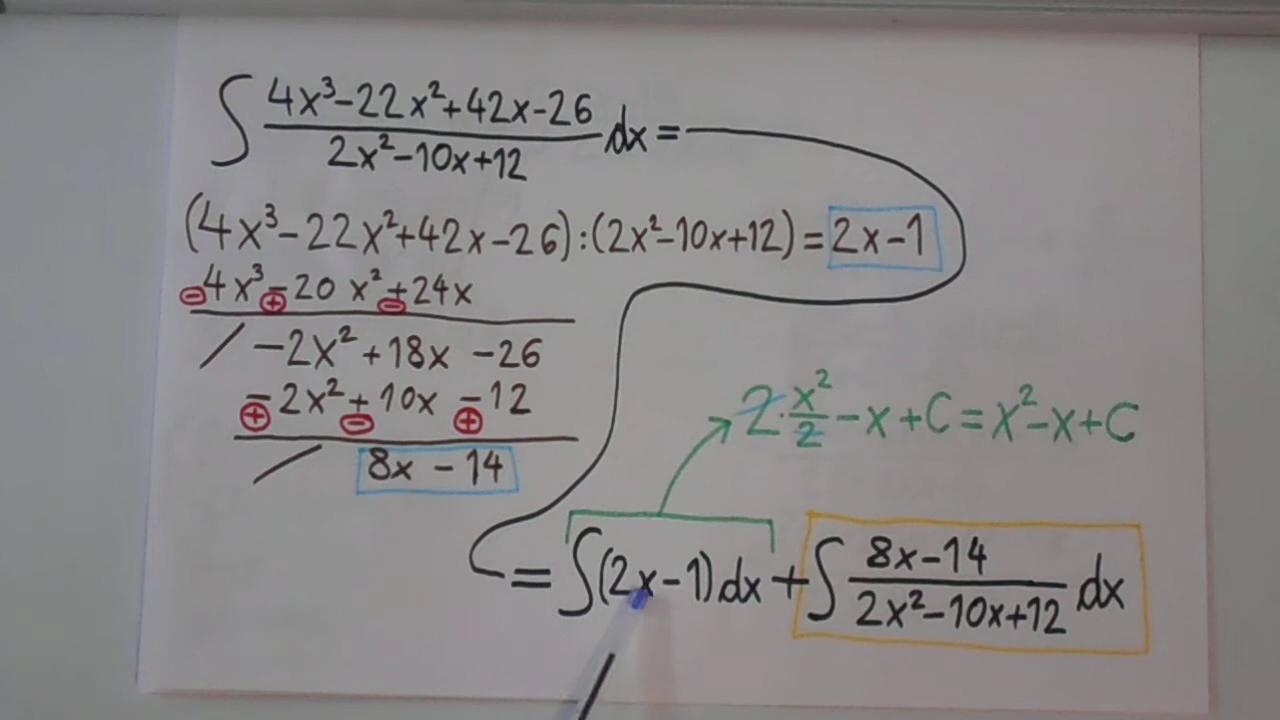 ∫ (4x³-22x²+42x-26)/(2x²-10x+12) dx =
(4x³-22x²+42x-26):(2x²-10x+12)=2x-1
⊖4x³ ⊕-20x² ⊖+24x
/ -2x²+18x-26
⊕-2x² ⊖+10x ⊕-12
/ 8x-14
2·x²/2-x+C=x²-x+C
= ∫(2x-1)dx + ∫ (8x-14)/(2x²-10x+12) dx